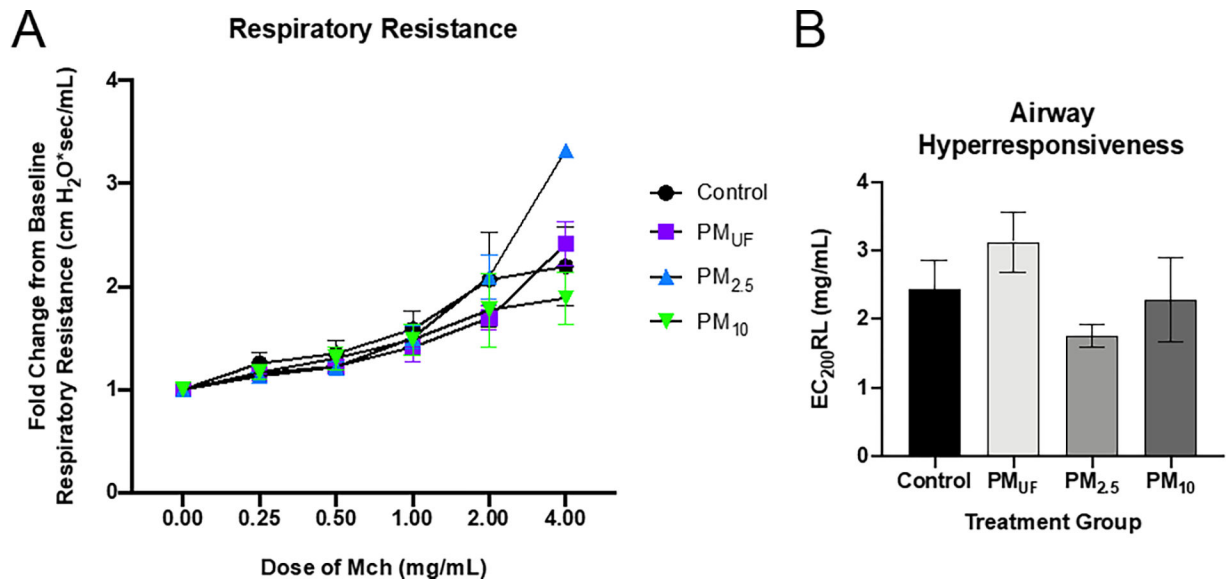 A
Respiratory Resistance
Fold Change from Baseline
Respiratory Resistance (cm H₂O*sec/mL)
4
3
2
1
0
0.00 0.25 0.50 1.00 2.00 4.00
Dose of Mch (mg/mL)
Control
PM_UF
PM₂.₅
PM₁₀
B
Airway
Hyperresponsiveness
EC₂₀₀RL (mg/mL)
4
3
2
1
0
Control PM_UF PM₂.₅ PM₁₀
Treatment Group